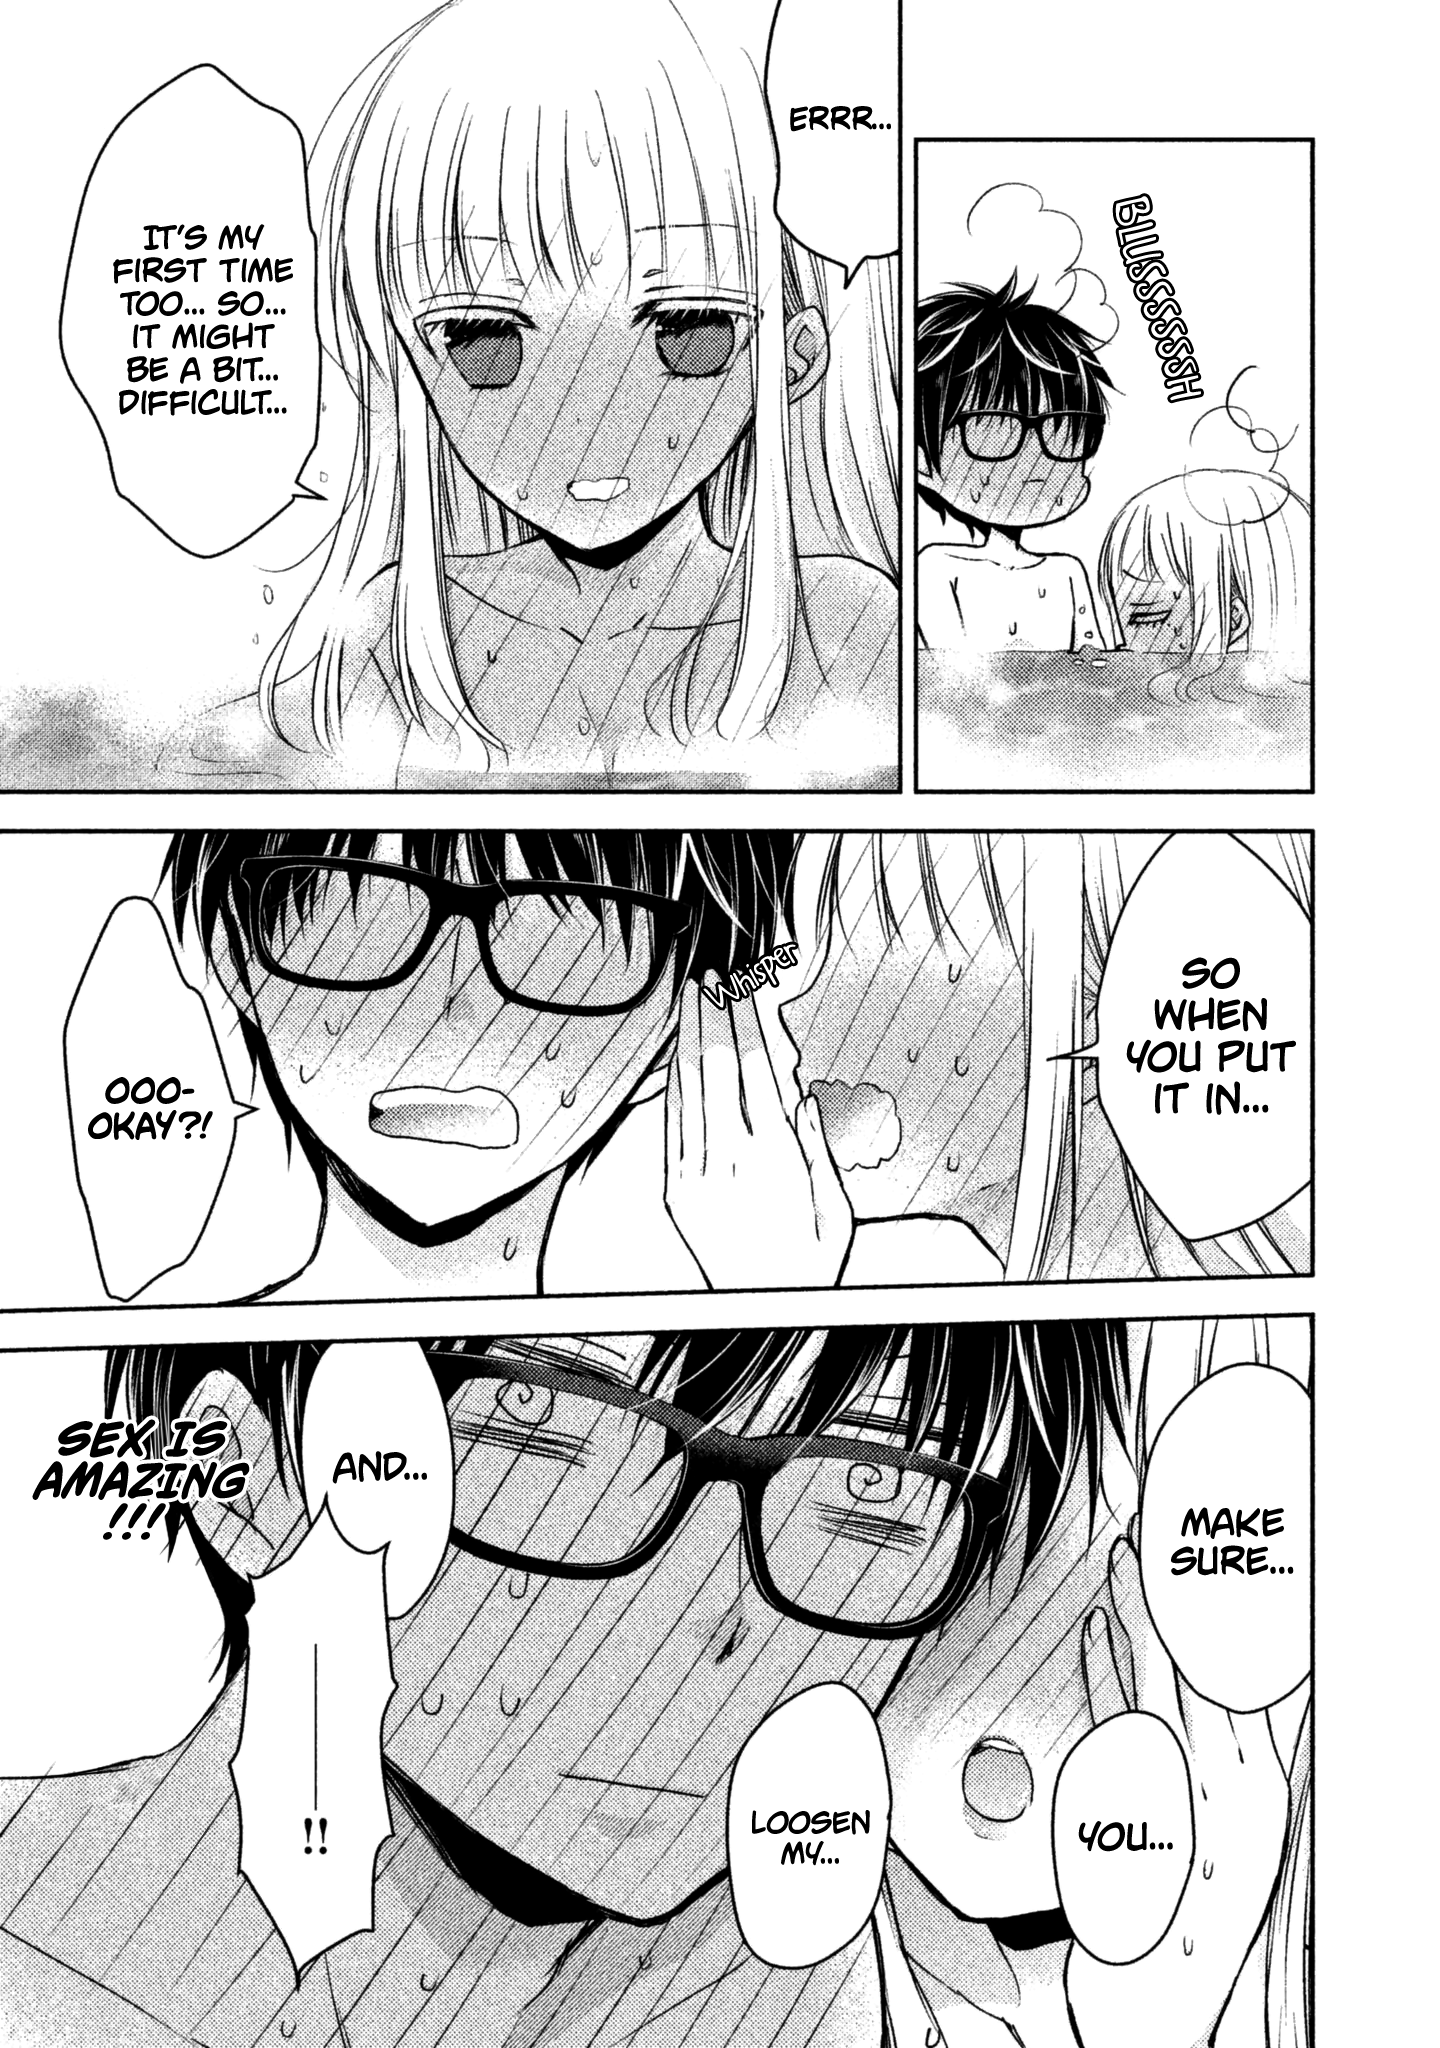 BLUSSSSSSSH
ERRR...
IT'S MY
FIRST TIME
TOO... SO...
IT MIGHT
BE A BIT...
DIFFICULT...
SO
WHEN
YOU PUT
IT IN...
Whisper
OOO-
OKAY?!
MAKE
SURE...
YOU...
LOOSEN
MY...
AND...
!!
SEX IS
AMAZING
!!!